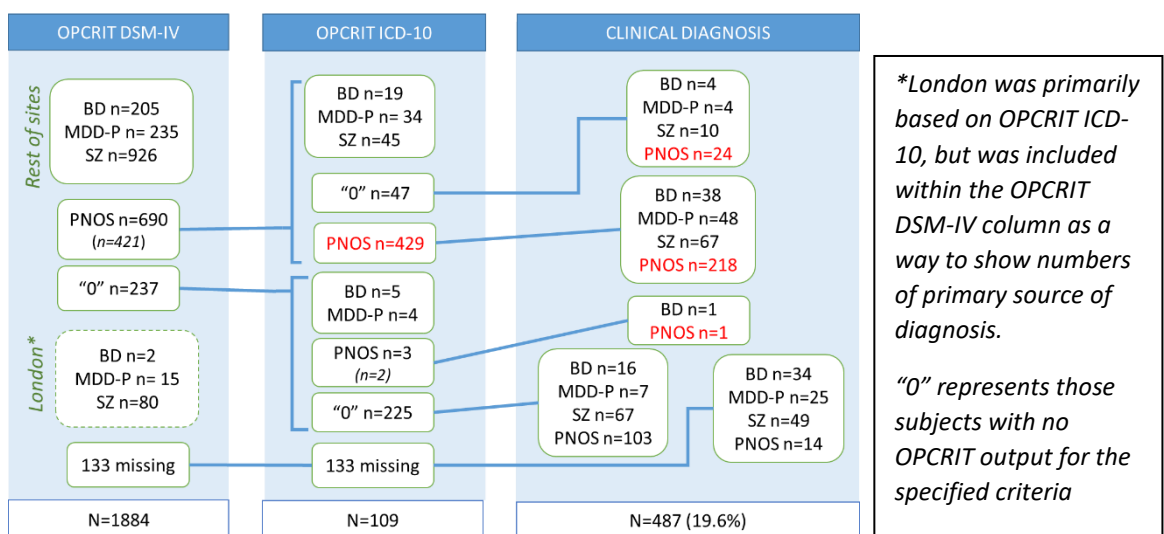 OPCRIT DSM-IV
OPCRIT ICD-10
CLINICAL DIAGNOSIS
Rest of sites
BD n=205
MDD-P n= 235
SZ n=926
PNOS n=690
(n=421)
"0" n=237
London*
BD n=2
MDD-P n= 15
SZ n=80
133 missing
N=1884
BD n=19
MDD-P n= 34
SZ n=45
"0" n=47
PNOS n=429
BD n=5
MDD-P n=4
PNOS n=3
(n=2)
"0" n=225
133 missing
N=109
BD n=4
MDD-P n=4
SZ n=10
PNOS n=24
BD n=38
MDD-P n=48
SZ n=67
PNOS n=218
BD n=1
PNOS n=1
BD n=16
MDD-P n=7
SZ n=67
PNOS n=103
BD n=34
MDD-P n=25
SZ n=49
PNOS n=14
N=487 (19.6%)
*London was primarily
based on OPCRIT ICD-
10, but was included
within the OPCRIT
DSM-IV column as a
way to show numbers
of primary source of
diagnosis.
"0" represents those
subjects with no
OPCRIT output for the
specified criteria